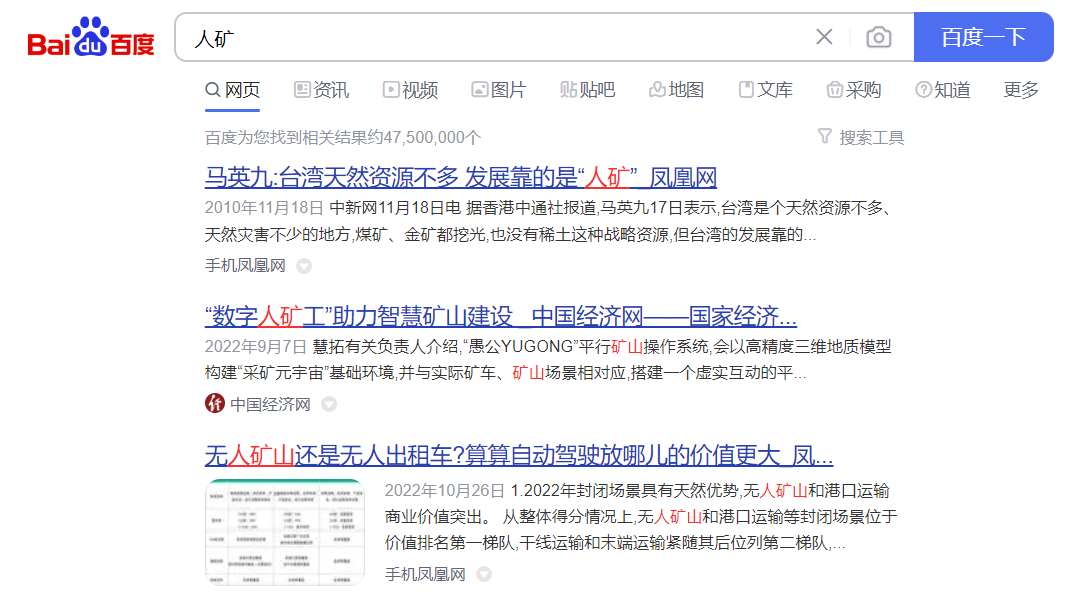 Bai du 百度
人矿
百度一下
网页 资讯 视频 图片 贴吧 地图 文库 采购 知道 更多
百度为您找到相关结果约47,500,000个
搜索工具
马英九:台湾天然资源不多 发展靠的是“人矿”_凤凰网
2010年11月18日 中新网11月18日电 据香港中通社报道,马英九17日表示,台湾是个天然资源不多、
天然灾害不少的地方,煤矿、金矿都挖光,也没有稀土这种战略资源,但台湾的发展靠的...
手机凤凰网
“数字人矿工”助力智慧矿山建设 _中国经济网——国家经济...
2022年9月7日 慧拓有关负责人介绍,“愚公YUGONG”平行矿山操作系统,会以高精度三维地质模型
构建“采矿元宇宙”基础环境,并与实际矿车、矿山场景相对应,搭建一个虚实互动的平...
中国经济网
无人矿山还是无人出租车?算算自动驾驶放哪儿的价值更大_凤...
2022年10月26日 1.2022年封闭场景具有天然优势,无人矿山和港口运输
商业价值突出。 从整体得分情况上,无人矿山和港口运输等封闭场景位于
价值排名第一梯队,干线运输和末端运输紧随其后位列第二梯队,...
手机凤凰网